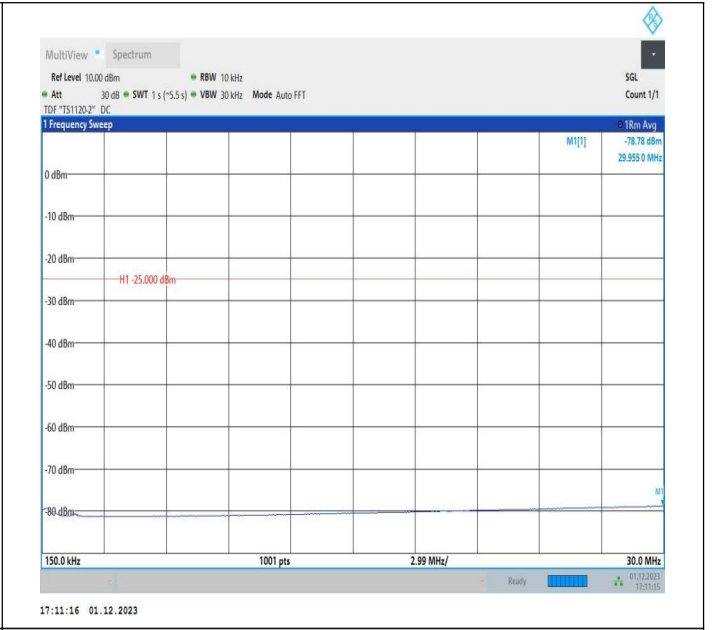 MultiView Spectrum
Ref Level 10.00 dBm RBW 10 kHz SGL
Att 30 dB SWT 1 s (~5.5 s) VBW 30 kHz Mode Auto FFT Count 1/1
TDF "TS1120-2" DC
1 Frequency Sweep 1Rm Avg
M1[1] -78.78 dBm
29.955 0 MHz
0 dBm
-10 dBm
-20 dBm
H1 -25.000 dBm
-30 dBm
-40 dBm
-50 dBm
-60 dBm
-70 dBm
M1
-80 dBm
150.0 kHz 1001 pts 2.99 MHz/ 30.0 MHz
Ready 01.12.2023
17:11:15
17:11:16 01.12.2023